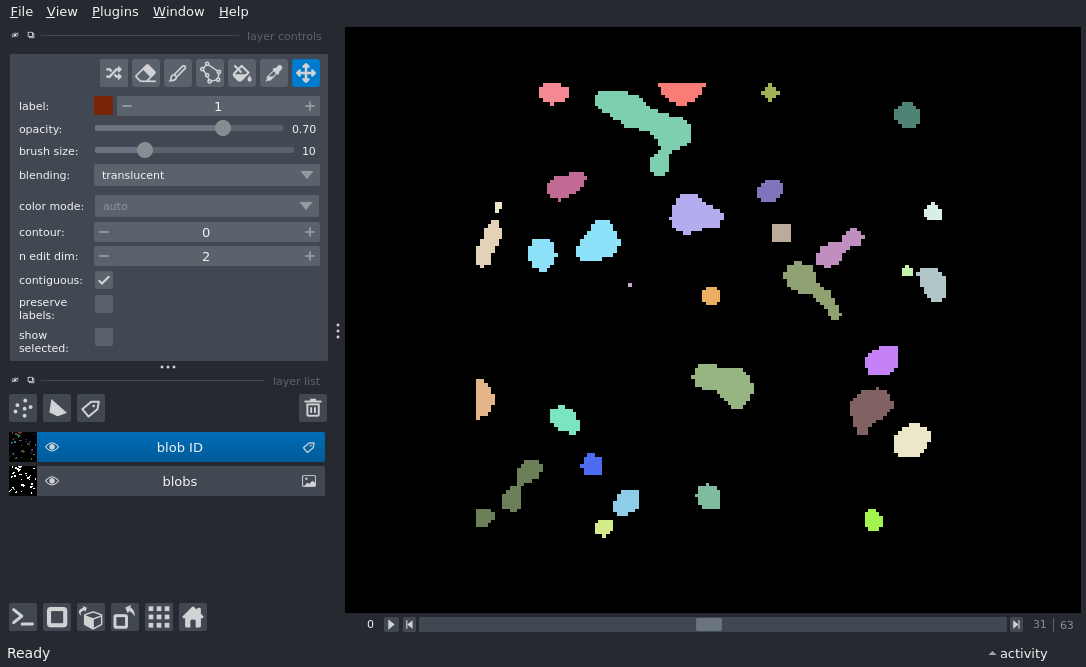 File View Plugins Window Help
layer controls
label: 1
opacity: 0.70
brush size: 10
blending: translucent
color mode: auto
contour: 0
n edit dim: 2
contiguous:
preserve
labels:
show
selected:
layer list
blob ID
blobs
0 31 | 63
Ready activity